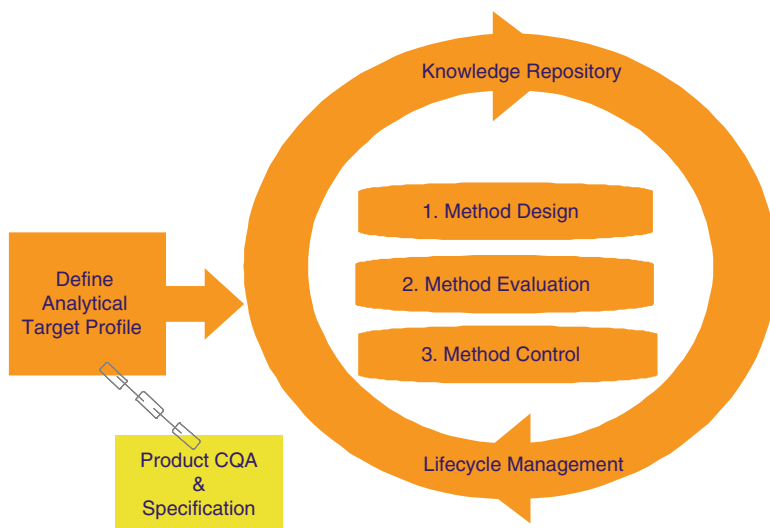 Knowledge Repository
1. Method Design
2. Method Evaluation
3. Method Control
Lifecycle Management
Define
Analytical
Target Profile
Product CQA
&
Specification